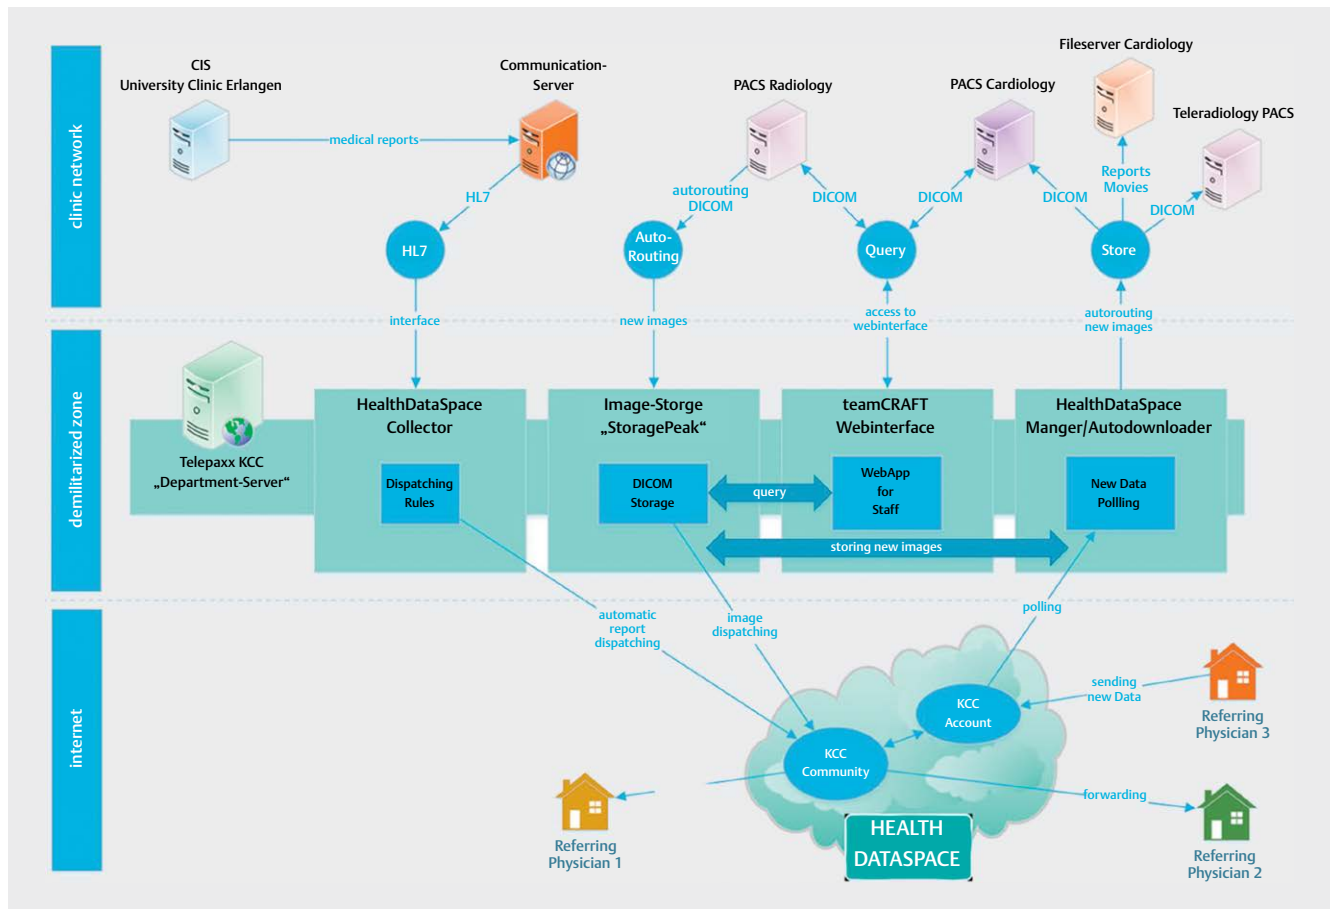 clinic network
CIS
University Clinic Erlangen
Communication-
Server
PACS Radiology
PACS Cardiology
Fileserver Cardiology
Teleradiology PACS
medical reports
HL7
autorouting
DICOM
DICOM
DICOM
DICOM
Reports
Movies
DICOM
HL7
Auto-
Routing
Query
Store
interface
new images
access to
webinterface
autorouting
new images
demilitarized zone
Telepaxx KCC
„Department-Server“
HealthDataSpace
Collector
Dispatching
Rules
Image-Storge
„StoragePeak“
DICOM
Storage
query
teamCRAFT
Webinterface
WebApp
for
Staff
HealthDataSpace
Manger/Autodownloader
New Data
Pollling
storing new images
internet
automatic
report
dispatching
image
dispatching
polling
sending
new Data
KCC
Account
KCC
Community
forwarding
HEALTH
DATASPACE
Referring
Physician 1
Referring
Physician 3
Referring
Physician 2